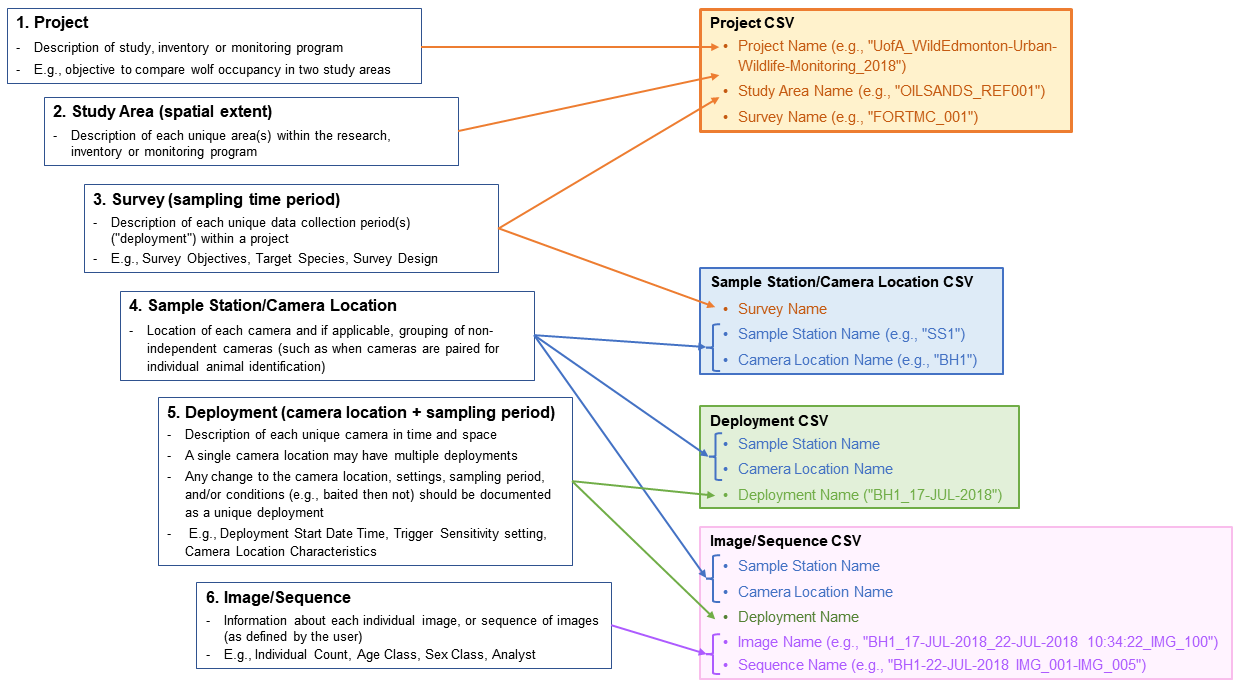 1. Project
- Description of study, inventory or monitoring program
- E.g., objective to compare wolf occupancy in two study areas
2. Study Area (spatial extent)
- Description of each unique area(s) within the research,
inventory or monitoring program
3. Survey (sampling time period)
- Description of each unique data collection period(s)
("deployment") within a project
- E.g., Survey Objectives, Target Species, Survey Design
4. Sample Station/Camera Location
- Location of each camera and if applicable, grouping of non-
independent cameras (such as when cameras are paired for
individual animal identification)
5. Deployment (camera location + sampling period)
- Description of each unique camera in time and space
- A single camera location may have multiple deployments
- Any change to the camera location, settings, sampling period,
and/or conditions (e.g., baited then not) should be documented
as a unique deployment
- E.g., Deployment Start Date Time, Trigger Sensitivity setting,
Camera Location Characteristics
6. Image/Sequence
- Information about each individual image, or sequence of images
(as defined by the user)
- E.g., Individual Count, Age Class, Sex Class, Analyst
Project CSV
• Project Name (e.g., "UofA_WildEdmonton-Urban-
Wildlife-Monitoring_2018")
• Study Area Name (e.g., "OILSANDS_REF001")
• Survey Name (e.g., "FORTMC_001")
Sample Station/Camera Location CSV
• Survey Name
• Sample Station Name (e.g., "SS1")
• Camera Location Name (e.g., "BH1")
Deployment CSV
• Sample Station Name
• Camera Location Name
• Deployment Name ("BH1_17-JUL-2018")
Image/Sequence CSV
• Sample Station Name
• Camera Location Name
• Deployment Name
• Image Name (e.g., "BH1_17-JUL-2018_22-JUL-2018 10:34:22_IMG_100")
• Sequence Name (e.g., "BH1-22-JUL-2018 IMG_001-IMG_005")